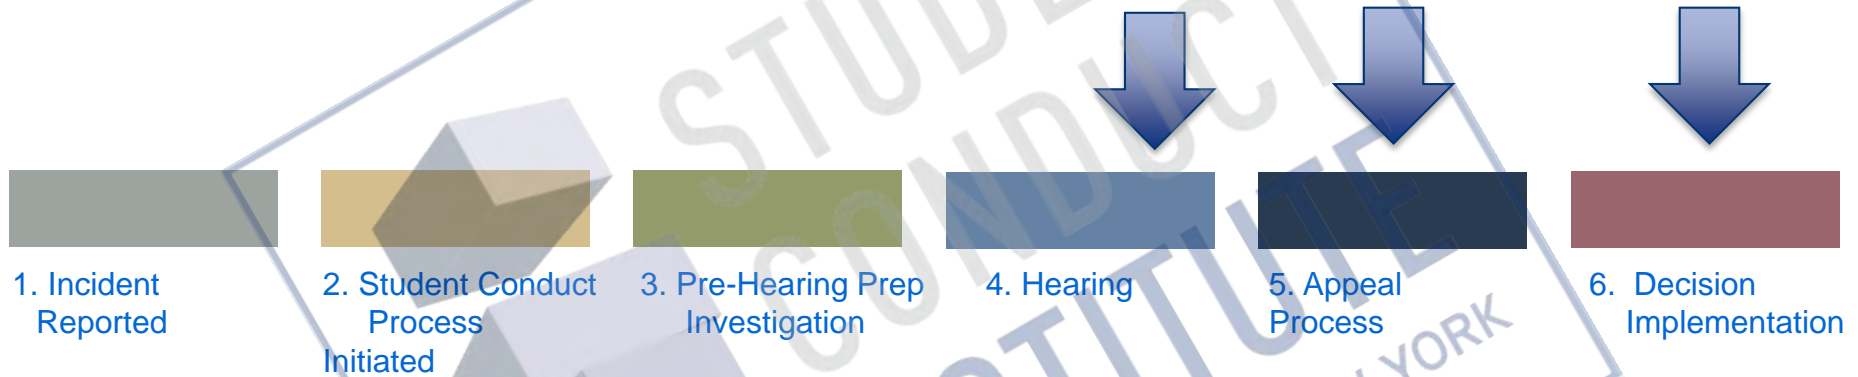 STUDE
CONDUCT
INSTITUTE
YORK
1. Incident
Reported
2. Student Conduct
Process
Initiated
3. Pre-Hearing Prep
Investigation
4. Hearing
5. Appeal
Process
6. Decision
Implementation